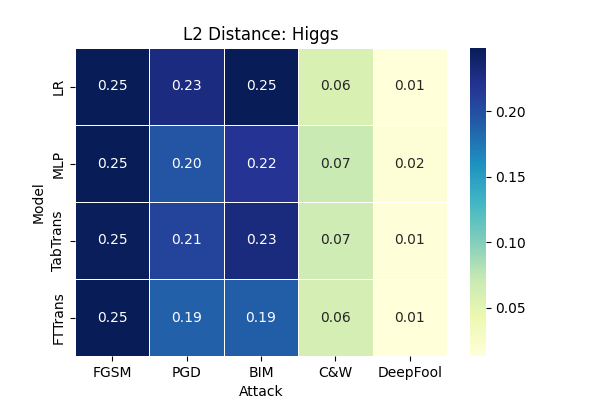 L2 Distance: Higgs
Model
LR 0.25 0.23 0.25 0.06 0.01
MLP 0.25 0.20 0.22 0.07 0.02
TabTrans 0.25 0.21 0.23 0.07 0.01
FTTrans 0.25 0.19 0.19 0.06 0.01
FGSM PGD BIM C&W DeepFool
Attack
0.20
0.15
0.10
0.05